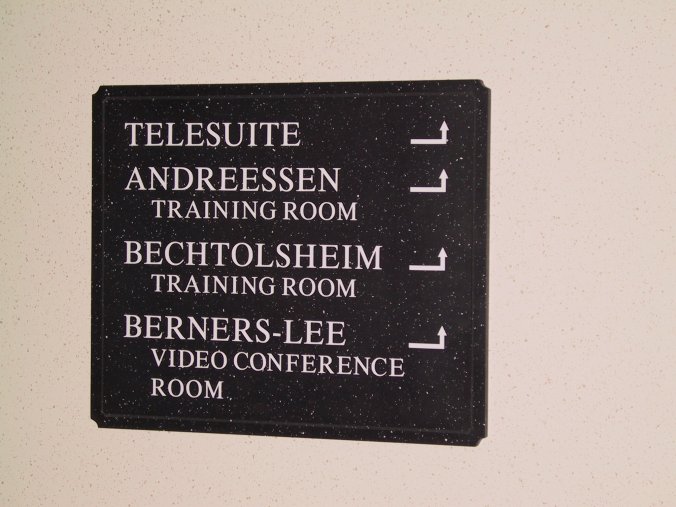 TELESUITE
ANDREESSEN
TRAINING ROOM
BECHTOLSHEIM
TRAINING ROOM
BERNERS-LEE
VIDEO CONFERENCE
ROOM